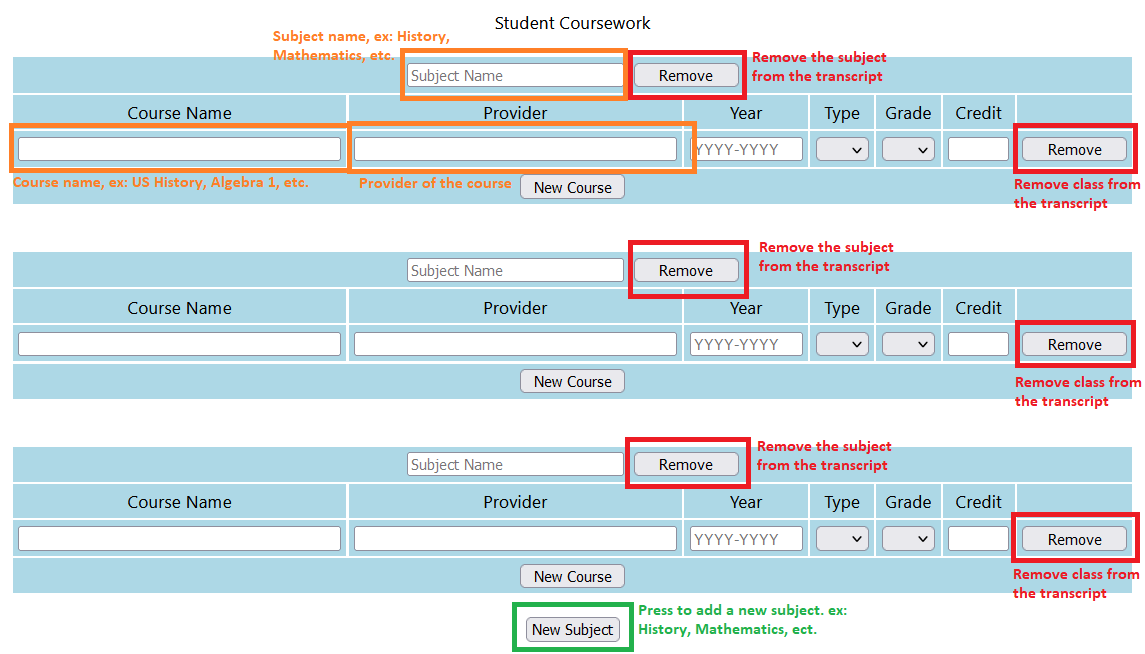 Student Coursework
Subject name, ex: History,
Mathematics, etc.
Subject Name
Remove
Remove the subject
from the transcript
Course Name Provider Year Type Grade Credit
YYYY-YYYY Remove
Course name, ex: US History, Algebra 1, etc.
Provider of the course
New Course
Remove class from
the transcript
Subject Name
Remove
Remove the subject
from the transcript
Course Name Provider Year Type Grade Credit
YYYY-YYYY Remove
New Course
Remove class from
the transcript
Subject Name
Remove
Remove the subject
from the transcript
Course Name Provider Year Type Grade Credit
YYYY-YYYY Remove
New Course
Remove class from
the transcript
New Subject
Press to add a new subject. ex:
History, Mathematics, ect.